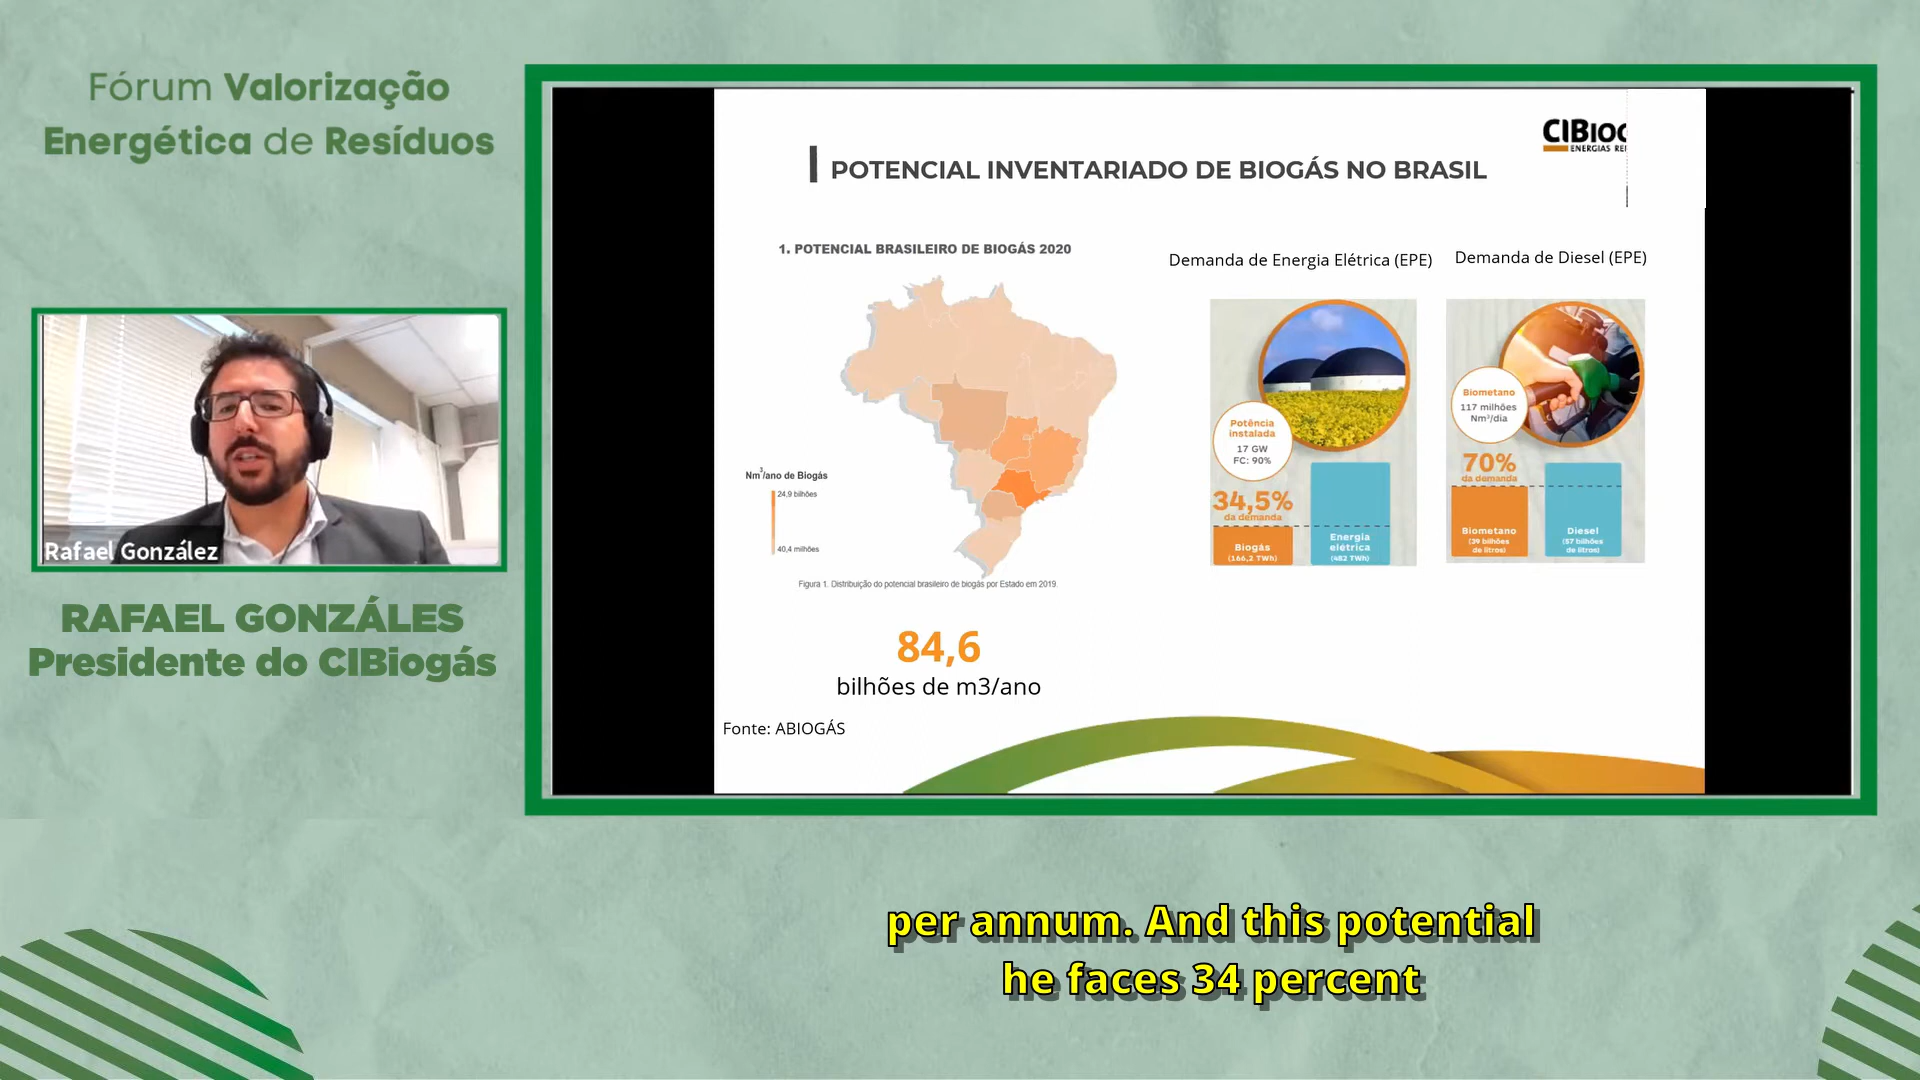 Fórum Valorização
Energética de Resíduos
Rafael González
RAFAEL GONZÁLES
Presidente do CIBiogás
CIBIOG
ENERGIAS RE
POTENCIAL INVENTARIADO DE BIOGÁS NO BRASIL
1. POTENCIAL BRASILEIRO DE BIOGÁS 2020
Nm³/ano de Biogás
24,9 bilhões
40,4 milhões
Figura 1. Distribuição do potencial brasileiro de biogás por Estado em 2019.
84,6
bilhões de m3/ano
Fonte: ABIOGÁS
Demanda de Energia Elétrica (EPE)
Potência
instalada
17 GW
FC: 90%
34,5%
da demanda
Biogás
(166,2 TWh)
Energia
elétrica
(482 TWh)
Demanda de Diesel (EPE)
Biometano
117 milhões
Nm³/dia
70%
da demanda
Biometano
(39 bilhões
de litros)
Diesel
(57 bilhões
de litros)
per annum. And this potential
he faces 34 percent